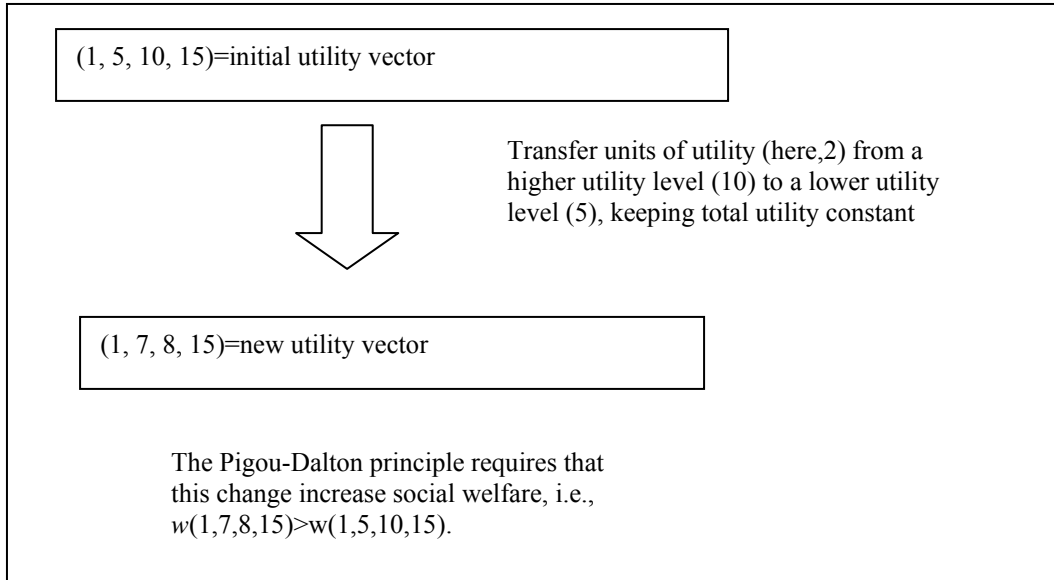 (1, 5, 10, 15)=initial utility vector
Transfer units of utility (here,2) from a
higher utility level (10) to a lower utility
level (5), keeping total utility constant
(1, 7, 8, 15)=new utility vector
The Pigou-Dalton principle requires that
this change increase social welfare, i.e.,
w(1,7,8,15)>w(1,5,10,15).